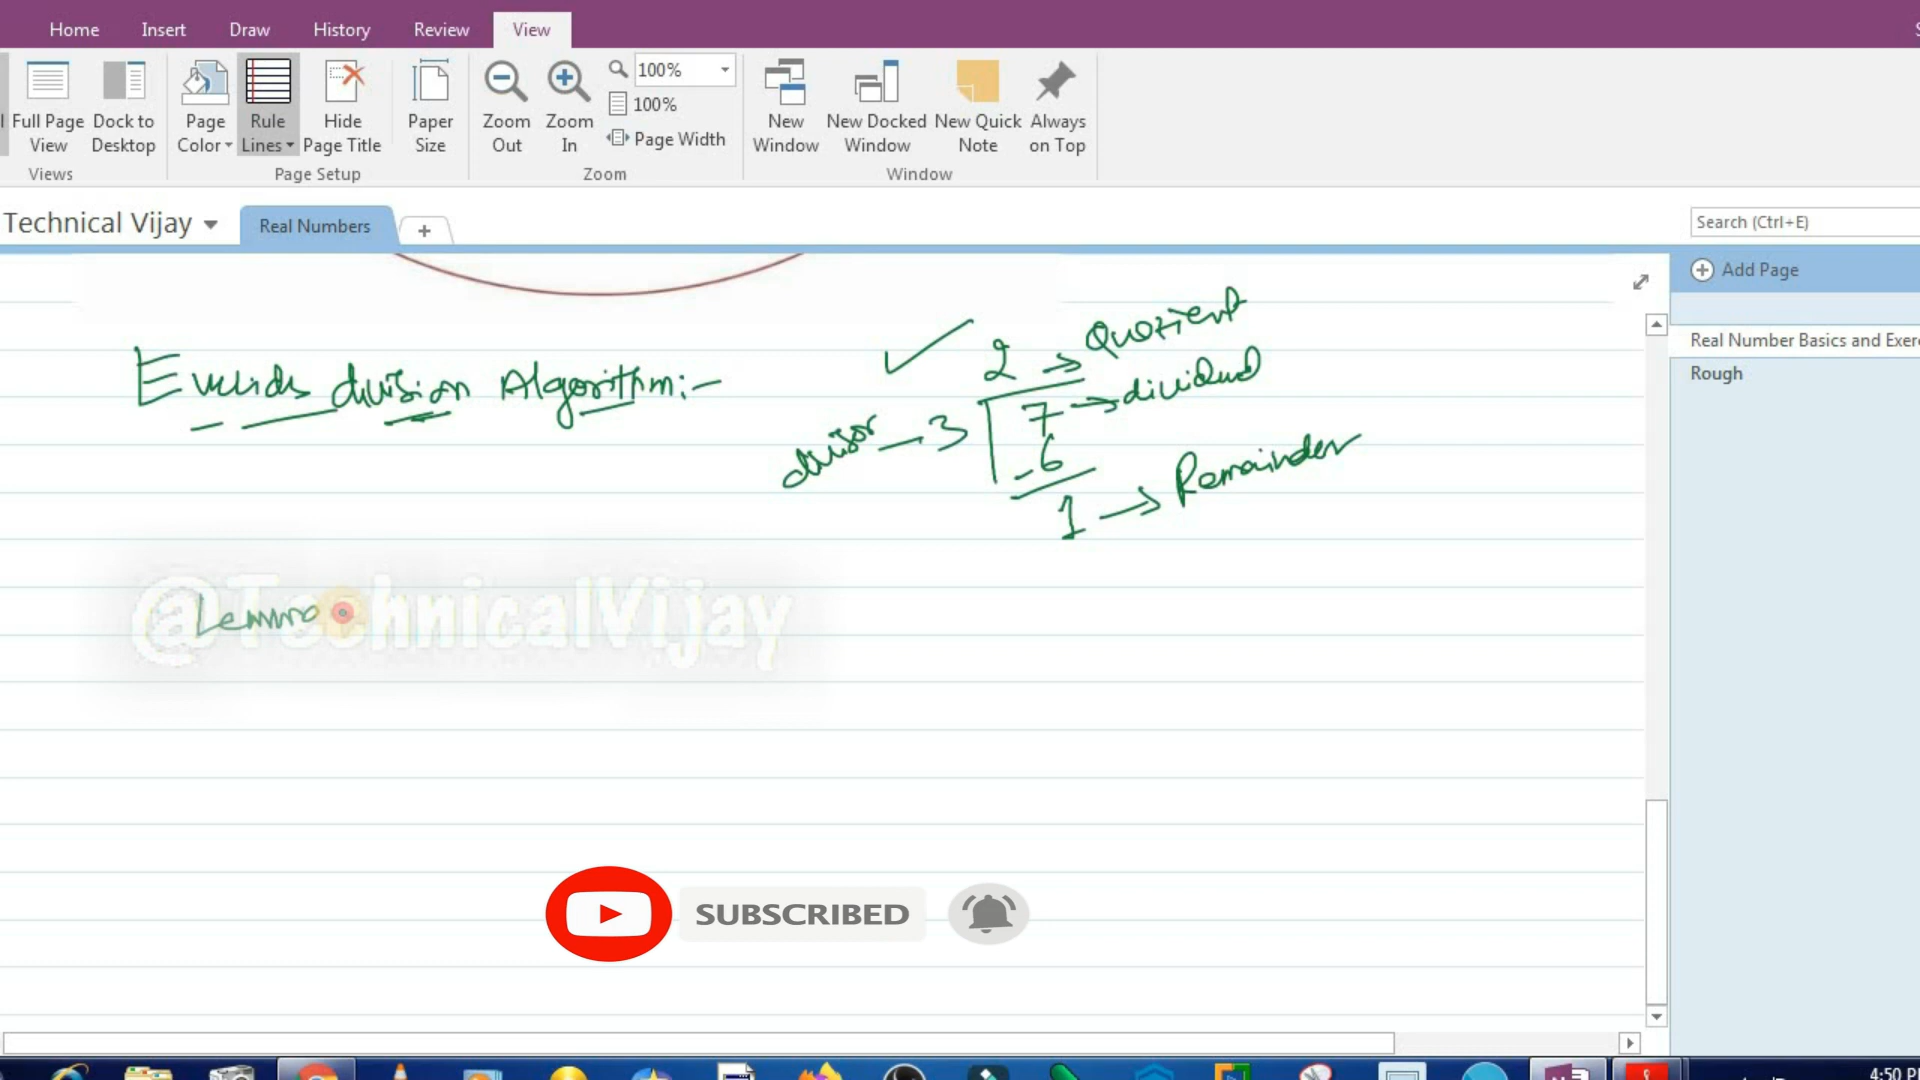 Home Insert Draw History Review View
100%
100%
Page Width
Full Page View
Dock to Desktop
Page Color
Rule Lines
Hide Page Title
Paper Size
Zoom Out
Zoom In
New Window
New Docked Window
New Quick Note
Always on Top
Views Page Setup Zoom Window
Technical Vijay Real Numbers +
Search (Ctrl+E)
Add Page
Real Number Basics and Exer
Rough
Euclids division Algorithm:-
2 → Quotient
divisor - 3 7 → dividend
- 6
1 → Remainder
@TechnicalVijay
Lemma
SUBSCRIBED
4:50 P